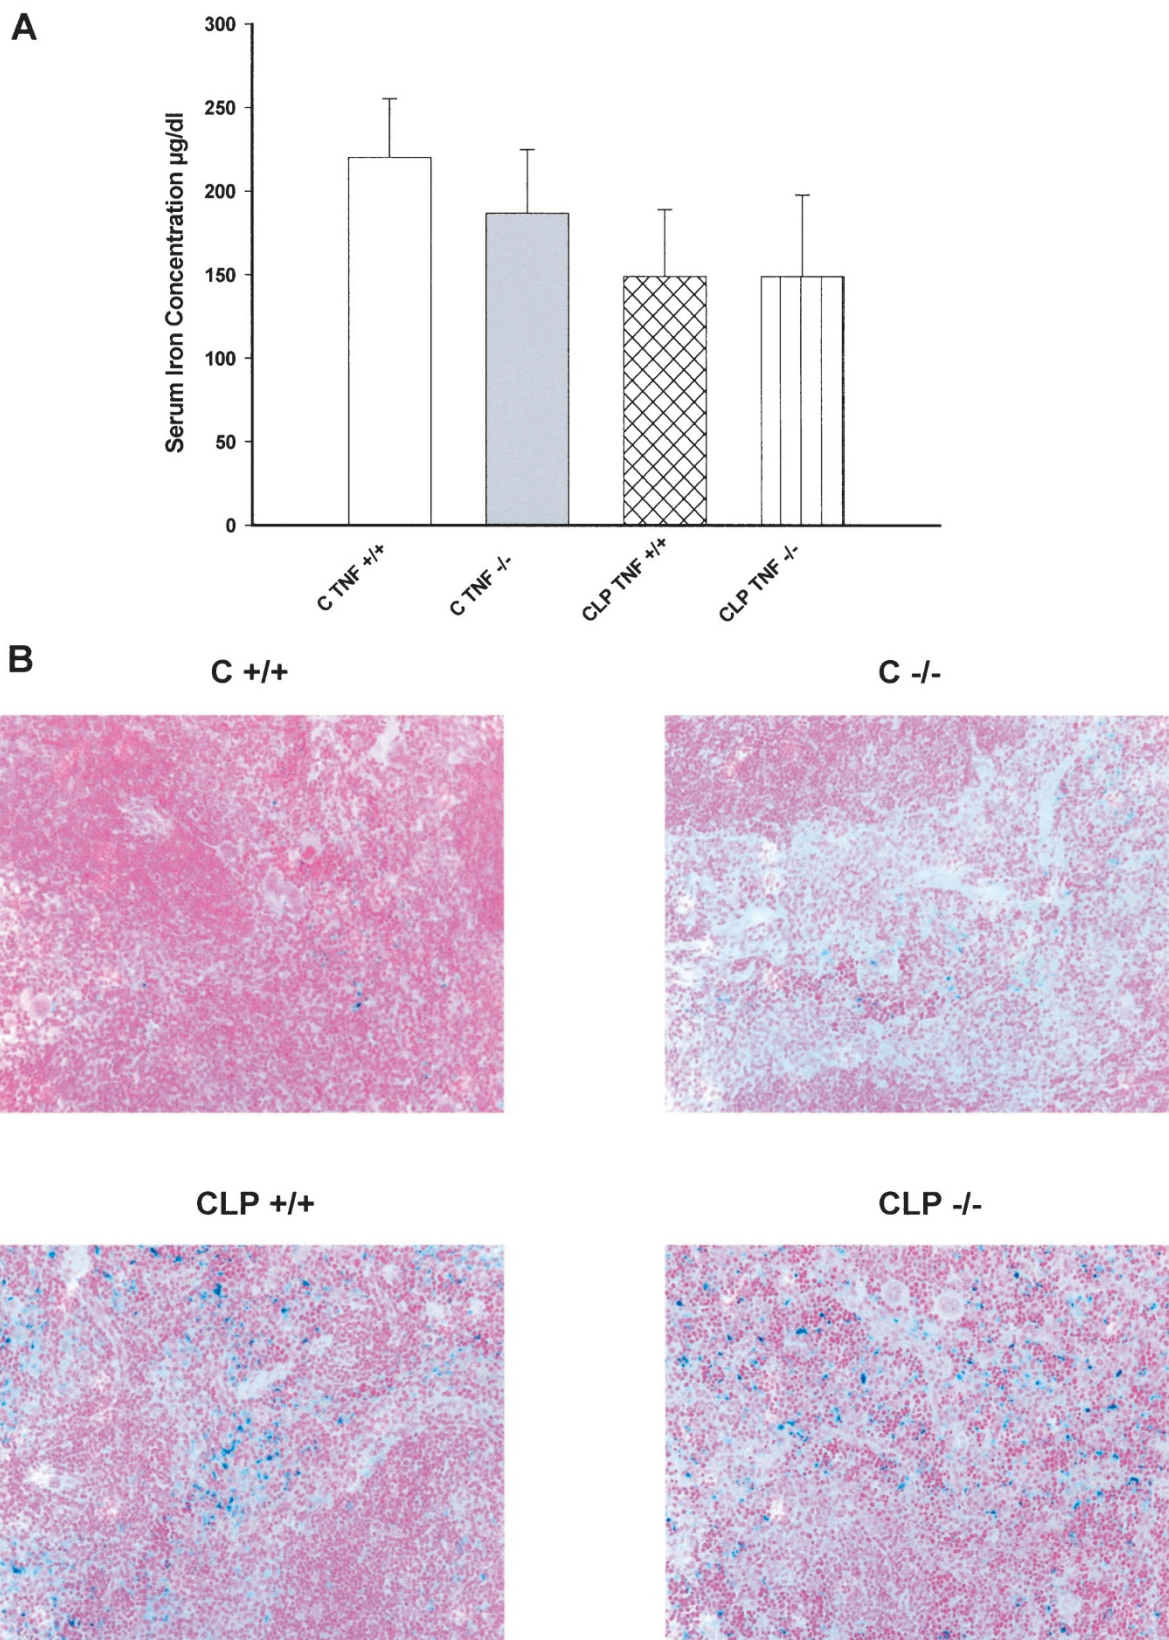 A
Serum Iron Concentration µg/dl
300
250
200
150
100
50
0
C TNF +/+
C TNF -/-
CLP TNF +/+
CLP TNF -/-
B
C +/+
C -/-
CLP +/+
CLP -/-